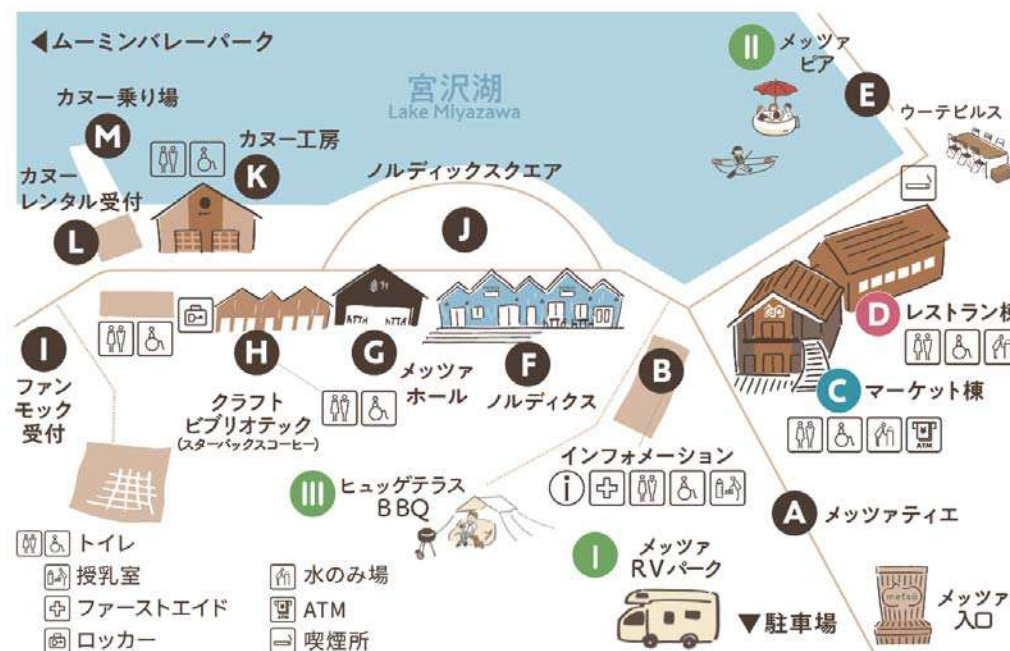 ◀ムーミンバレーパーク
宮沢湖
Lake Miyazawa
II
メッツァ
ピア
E
ウーテピルス
カヌー乗り場
M
カヌー工房
K
カヌー
レンタル受付
L
ノルディックスクエア
J
D
レストラン棟
C
マーケット棟
ATM
I
ファン
モック
受付
H
クラフト
ビブリオテック
(スターバックスコーヒー)
G
メッツァ
ホール
F
ノルディクス
B
インフォメーション
i
III
ヒュッゲテラス
BBQ
A
メッツァティエ
I
メッツァ
RVパーク
▼駐車場
metsä
メッツァ
入口
トイレ
授乳室
ファーストエイド
ロッカー
水のみ場
ATM
ATM
喫煙所